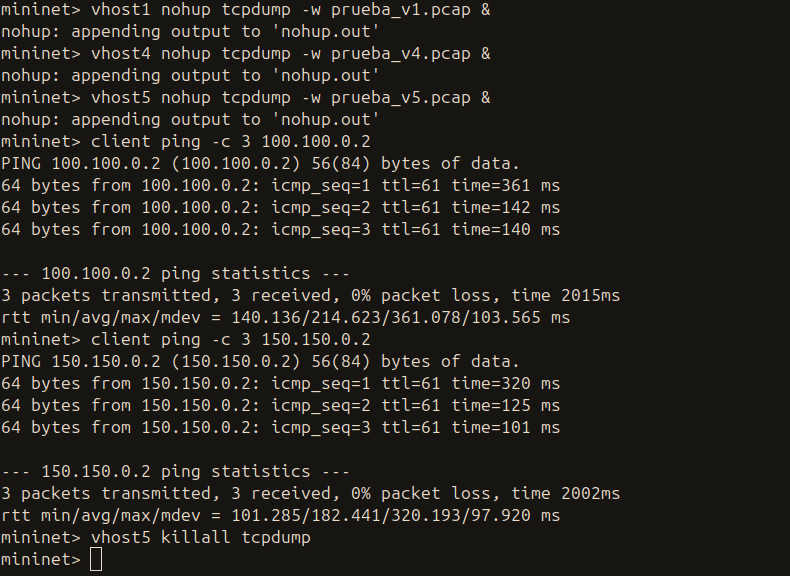 mininet> vhost1 nohup tcpdump -w prueba_v1.pcap &
nohup: appending output to 'nohup.out'
mininet> vhost4 nohup tcpdump -w prueba_v4.pcap &
nohup: appending output to 'nohup.out'
mininet> vhost5 nohup tcpdump -w prueba_v5.pcap &
nohup: appending output to 'nohup.out'
mininet> client ping -c 3 100.100.0.2
PING 100.100.0.2 (100.100.0.2) 56(84) bytes of data.
64 bytes from 100.100.0.2: icmp_seq=1 ttl=61 time=361 ms
64 bytes from 100.100.0.2: icmp_seq=2 ttl=61 time=142 ms
64 bytes from 100.100.0.2: icmp_seq=3 ttl=61 time=140 ms

--- 100.100.0.2 ping statistics ---
3 packets transmitted, 3 received, 0% packet loss, time 2015ms
rtt min/avg/max/mdev = 140.136/214.623/361.078/103.565 ms
mininet> client ping -c 3 150.150.0.2
PING 150.150.0.2 (150.150.0.2) 56(84) bytes of data.
64 bytes from 150.150.0.2: icmp_seq=1 ttl=61 time=320 ms
64 bytes from 150.150.0.2: icmp_seq=2 ttl=61 time=125 ms
64 bytes from 150.150.0.2: icmp_seq=3 ttl=61 time=101 ms

--- 150.150.0.2 ping statistics ---
3 packets transmitted, 3 received, 0% packet loss, time 2002ms
rtt min/avg/max/mdev = 101.285/182.441/320.193/97.920 ms
mininet> vhost5 killall tcpdump
mininet>